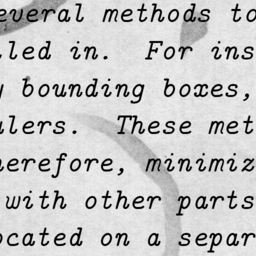 everal methods to
lled in. For ins
y bounding boxes,
ulers. These met
herefore, minimiz
with other parts
ocated on a separ